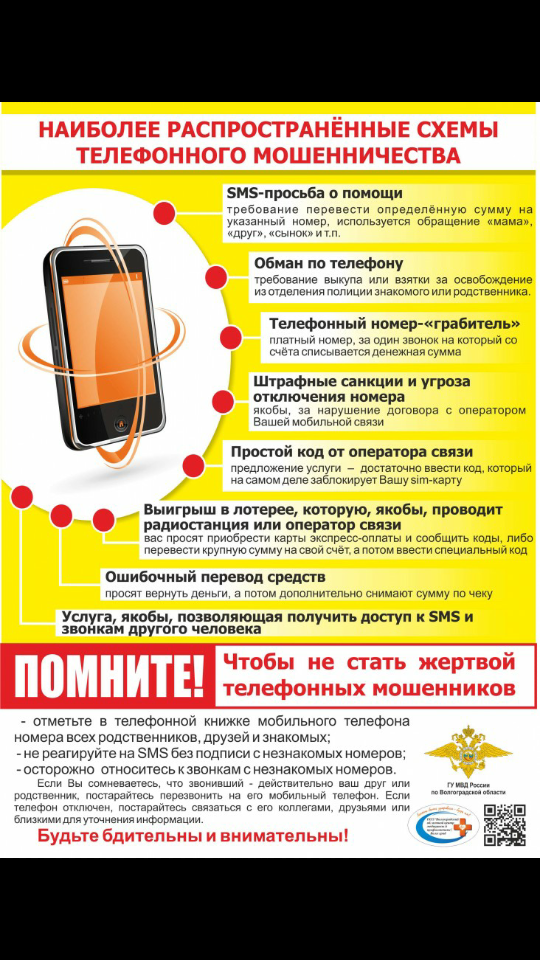 НАИБОЛЕЕ РАСПРОСТРАНЁННЫЕ СХЕМЫ
ТЕЛЕФОННОГО МОШЕННИЧЕСТВА
SMS-просьба о помощи
требование перевести определённую сумму на
указанный номер, используется обращение «мама»,
«друг», «сынок» и т.п.
Обман по телефону
требование выкупа или взятки за освобождение
из отделения полиции знакомого или родственника.
Телефонный номер-«грабитель»
платный номер, за один звонок на который со
счёта списывается денежная сумма
Штрафные санкции и угроза
отключения номера
якобы, за нарушение договора с оператором
Вашей мобильной связи
Простой код от оператора связи
предложение услуги – достаточно ввести код, который
на самом деле заблокирует Вашу sim-карту
Выигрыш в лотерее, которую, якобы, проводит
радиостанция или оператор связи
вас просят приобрести карты экспресс-оплаты и сообщить коды, либо
перевести крупную сумму на свой счёт, а потом ввести специальный код
Ошибочный перевод средств
просят вернуть деньги, а потом дополнительно снимают сумму по чеку
Услуга, якобы, позволяющая получить доступ к SMS и
звонкам другого человека
ПОМНИТЕ!
Чтобы не стать жертвой
телефонных мошенников
- отметьте в телефонной книжке мобильного телефона
номера всех родственников, друзей и знакомых;
- не реагируйте на SMS без подписи с незнакомых номеров;
- осторожно относитесь к звонкам с незнакомых номеров.
Если Вы сомневаетесь, что звонивший - действительно ваш друг или
родственник, постарайтесь перезвонить на его мобильный телефон. Если
телефон отключен, постарайтесь связаться с его коллегами, друзьями или
близкими для уточнения информации.
Будьте бдительны и внимательны!
ГУ МВД России
по Волгоградской области